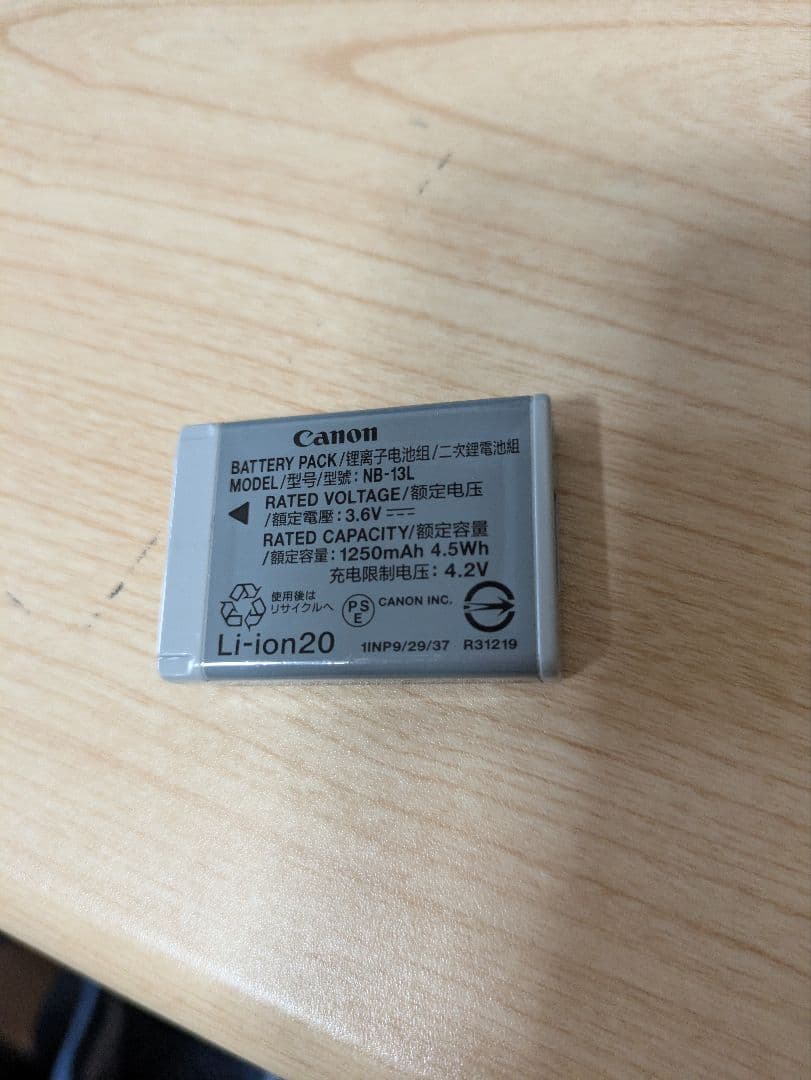 Canon
BATTERY PACK/锂离子电池组/二次鋰電池組
MODEL/型号/型號: NB-13L
RATED VOLTAGE/额定电压
/額定電壓: 3.6V ⎓
RATED CAPACITY/额定容量
/額定容量: 1250mAh 4.5Wh
充电限制电压: 4.2V
使用後は
リサイクルへ
PS
E
CANON INC.
Li-ion20
1INP9/29/37 R31219